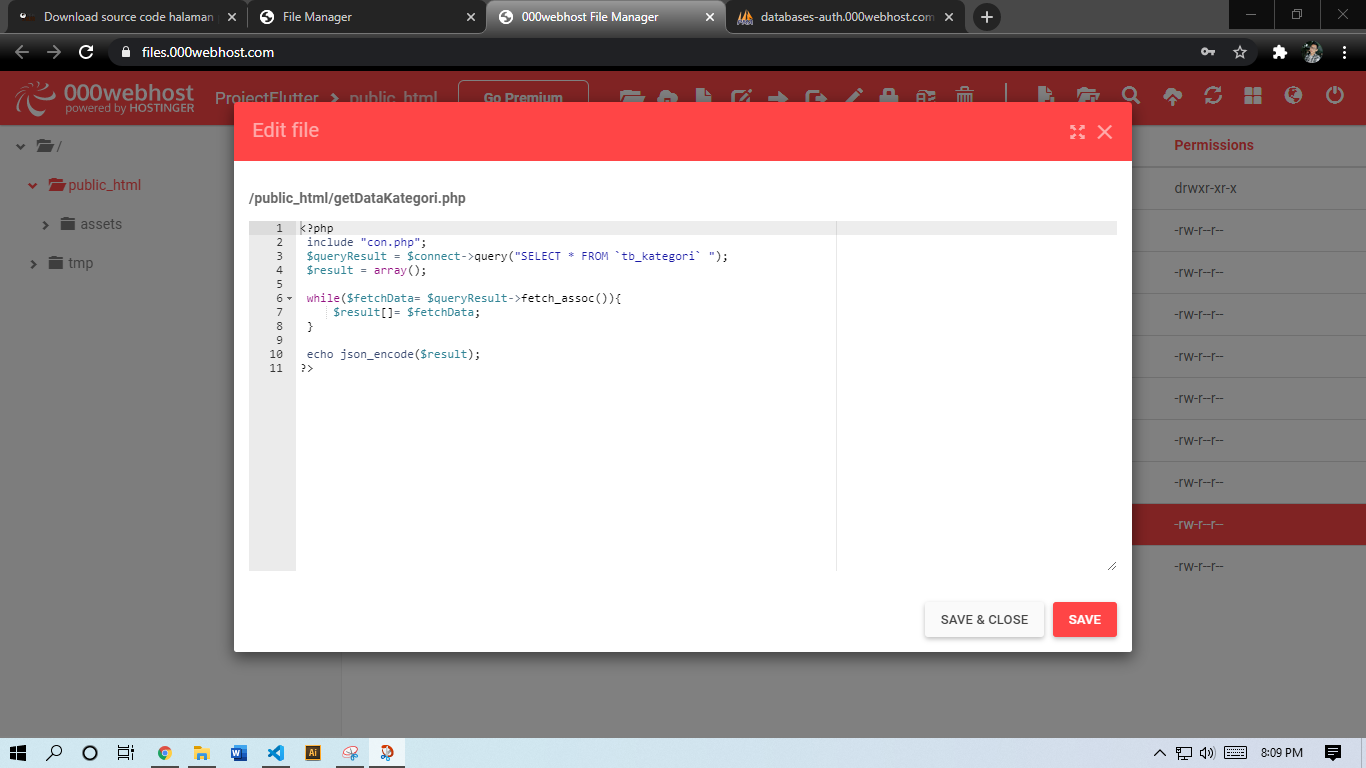 Download source code halaman
File Manager
000webhost File Manager
databases-auth.000webhost.com
files.000webhost.com
000webhost
powered by HOSTINGER
ProjectFlutter > public_html
Go Premium
Edit file
/
public_html
assets
tmp
Permissions
drwxr-xr-x
-rw-r--r--
-rw-r--r--
-rw-r--r--
-rw-r--r--
-rw-r--r--
-rw-r--r--
-rw-r--r--
-rw-r--r--
-rw-r--r--
/public_html/getDataKategori.php
1 <?php
2 include "con.php";
3 $queryResult = $connect->query("SELECT * FROM `tb_kategori` ");
4 $result = array();
5
6 while($fetchData= $queryResult->fetch_assoc()){
7 $result[]= $fetchData;
8 }
9
10 echo json_encode($result);
11 ?>
SAVE & CLOSE
SAVE
8:09 PM